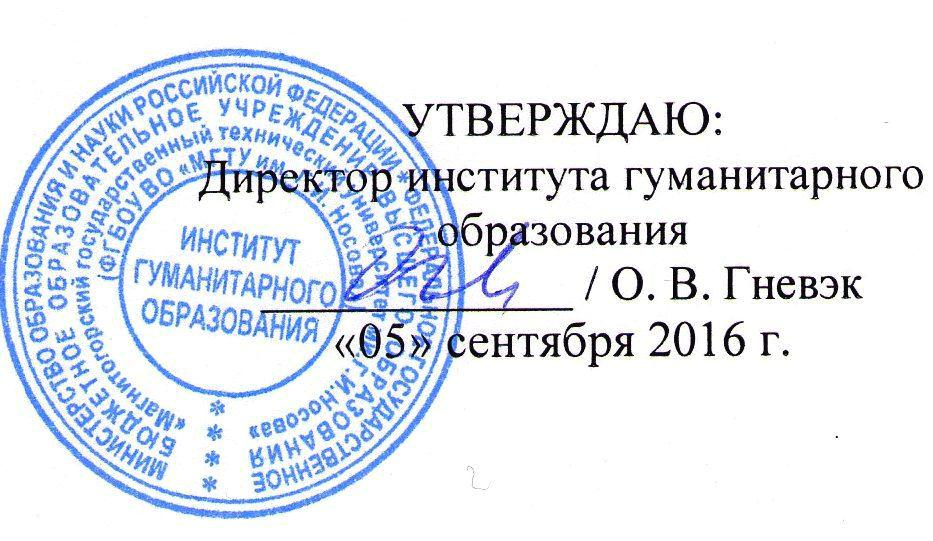 УТВЕРЖДАЮ:
Директор института гуманитарного
образования
/ О. В. Гневэк
«05» сентября 2016 г.
МИНИСТЕРСТВО ОБРАЗОВАНИЯ И НАУКИ РОССИЙСКОЙ ФЕДЕРАЦИИ * ФЕДЕРАЛЬНОЕ ГОСУДАРСТВЕННОЕ
БЮДЖЕТНОЕ ОБРАЗОВАТЕЛЬНОЕ УЧРЕЖДЕНИЕ ВЫСШЕГО ОБРАЗОВАНИЯ
«Магнитогорский государственный технический университет им. Г.И. Носова»
(ФГБОУ ВО «МГТУ им. Г.И. Носова»
ИНСТИТУТ
ГУМАНИТАРНОГО
ОБРАЗОВАНИЯ